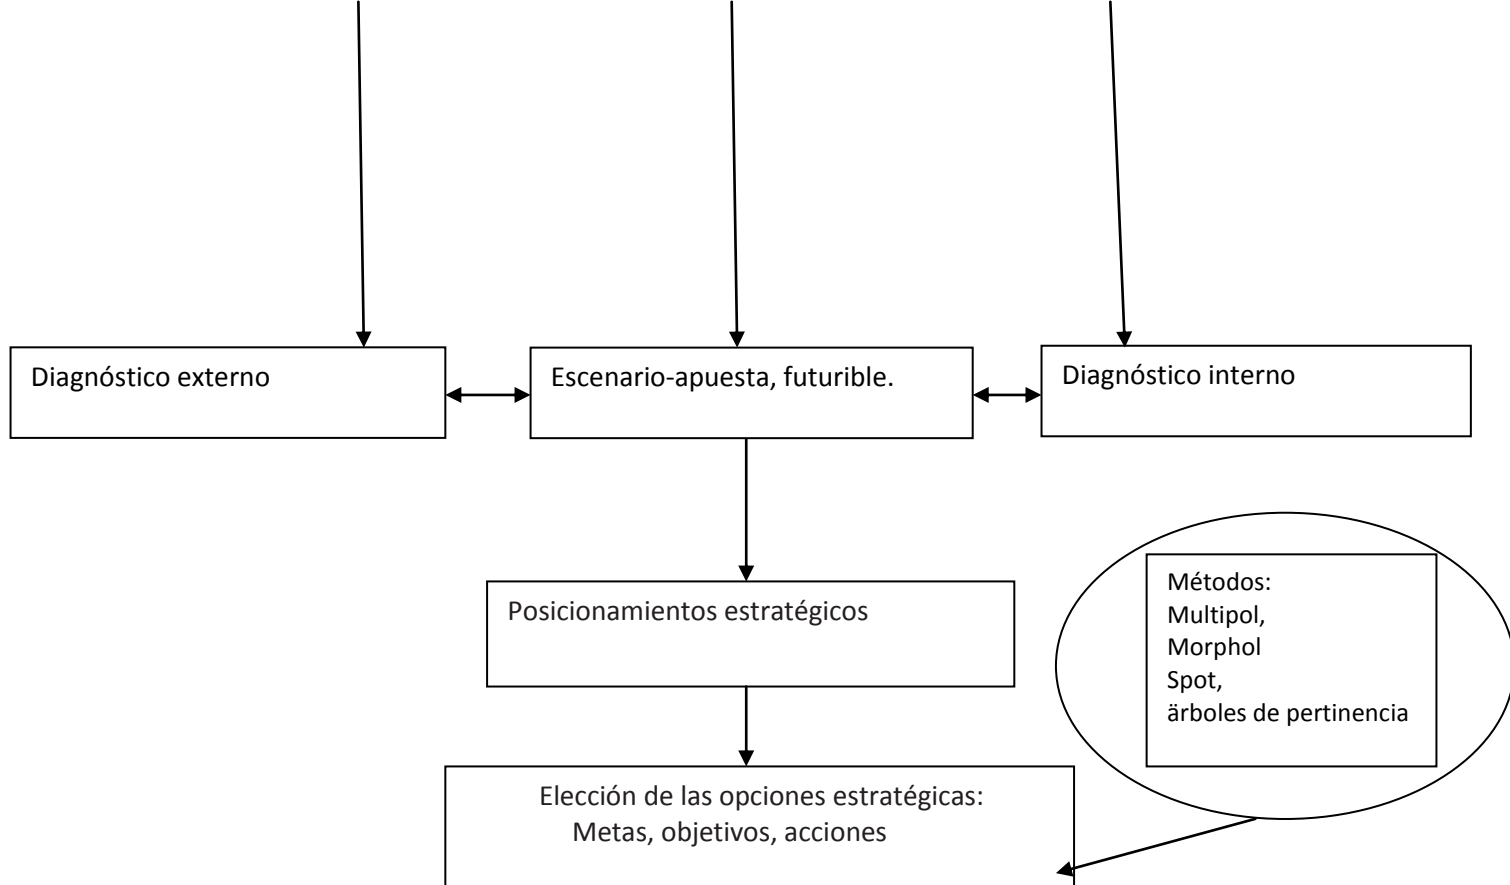 Diagnóstico externo
Escenario-apuesta, futurible.
Diagnóstico interno
Posicionamientos estratégicos
Métodos:
Multipol,
Morphol
Spot,
ärboles de pertinencia
Elección de las opciones estratégicas:
Metas, objetivos, acciones